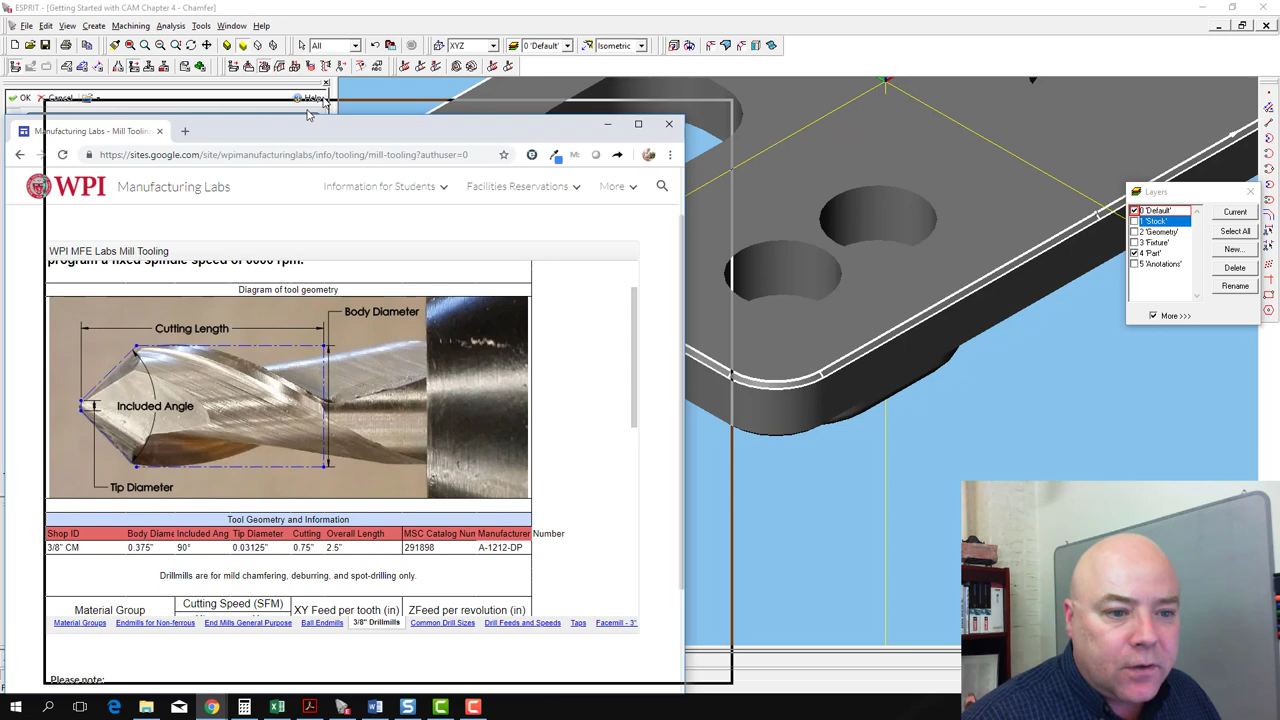 ESPRIT - [Getting Started with CAM Chapter 4 - Chamfer]
File Edit View Create Machining Analysis Tools Window Help
All XYZ 0 'Default' Isometric
OK Cancel Help
Manufacturing Labs - Mill Tooling
https://sites.google.com/site/wpimanufacturinglabs/info/tooling/mill-tooling?authuser=0
WPI Manufacturing Labs Information for Students Facilities Reservations More
WPI MFE Labs Mill Tooling
program a fixed spindle speed of 6000 rpm.
Diagram of tool geometry
Body Diameter
Cutting Length
Included Angle
Tip Diameter
Tool Geometry and Information
Shop ID Body Diame Included Ang Tip Diameter Cutting Overall Length MSC Catalog Nun Manufacturer Number
3/8" CM 0.375" 90° 0.03125" 0.75" 2.5" 291898 A-1212-DP
Drillmills are for mild chamfering, deburring, and spot-drilling only.
Material Group Cutting Speed (SFM) XY Feed per tooth (in) ZFeed per revolution (in)
Material Groups Endmills for Non-ferrous End Mills General Purpose Ball Endmills 3/8" Drillmills Common Drill Sizes Drill Feeds and Speeds Taps Facemill - 3"
Please note:
Layers
0 'Default'
1 'Stock'
2 'Geometry'
3 'Fixture'
4 'Part'
5 'Anotations'
Current
Select All
New...
Delete
Rename
More >>>